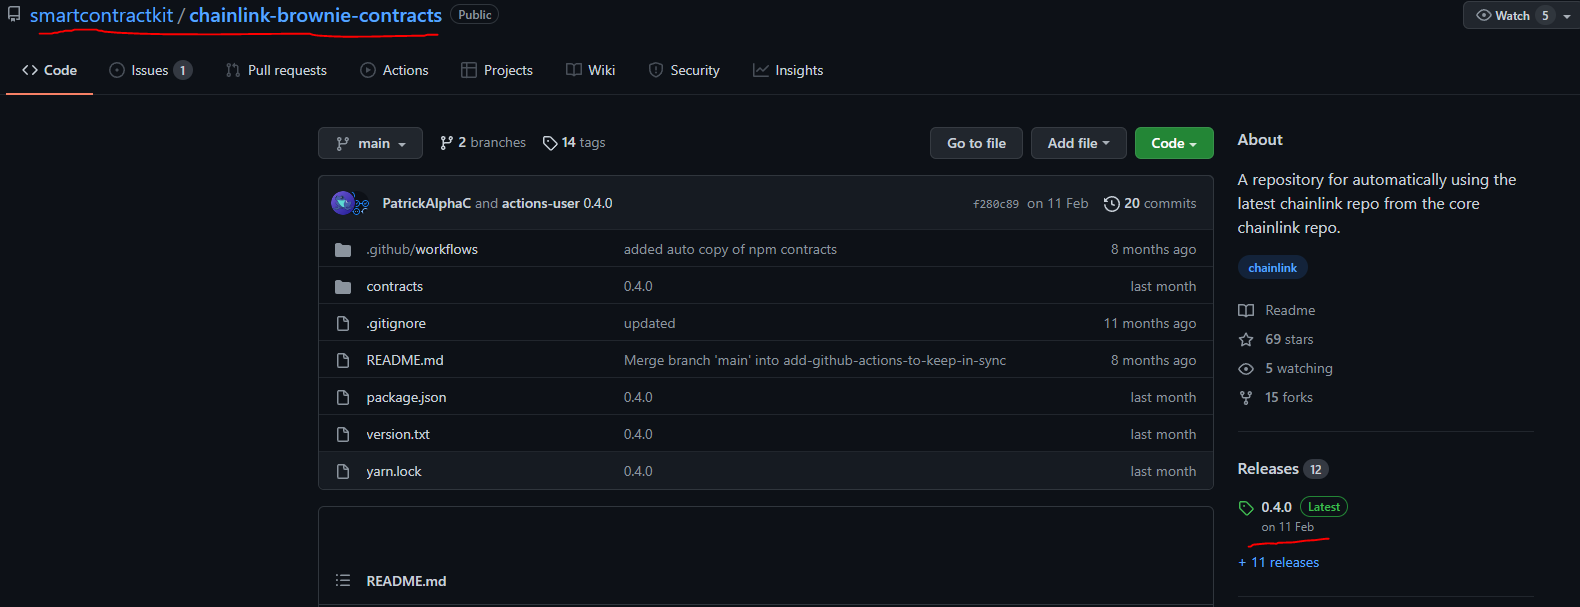 smartcontractkit / chainlink-brownie-contracts Public
Watch 5
Code Issues 1 Pull requests Actions Projects Wiki Security Insights
main 2 branches 14 tags Go to file Add file Code
PatrickAlphaC and actions-user 0.4.0 f280c89 on 11 Feb 20 commits
.github/workflows added auto copy of npm contracts 8 months ago
contracts 0.4.0 last month
.gitignore updated 11 months ago
README.md Merge branch 'main' into add-github-actions-to-keep-in-sync 8 months ago
package.json 0.4.0 last month
version.txt 0.4.0 last month
yarn.lock 0.4.0 last month
README.md
About
A repository for automatically using the
latest chainlink repo from the core
chainlink repo.
chainlink
Readme
69 stars
5 watching
15 forks
Releases 12
0.4.0 Latest
on 11 Feb
+ 11 releases